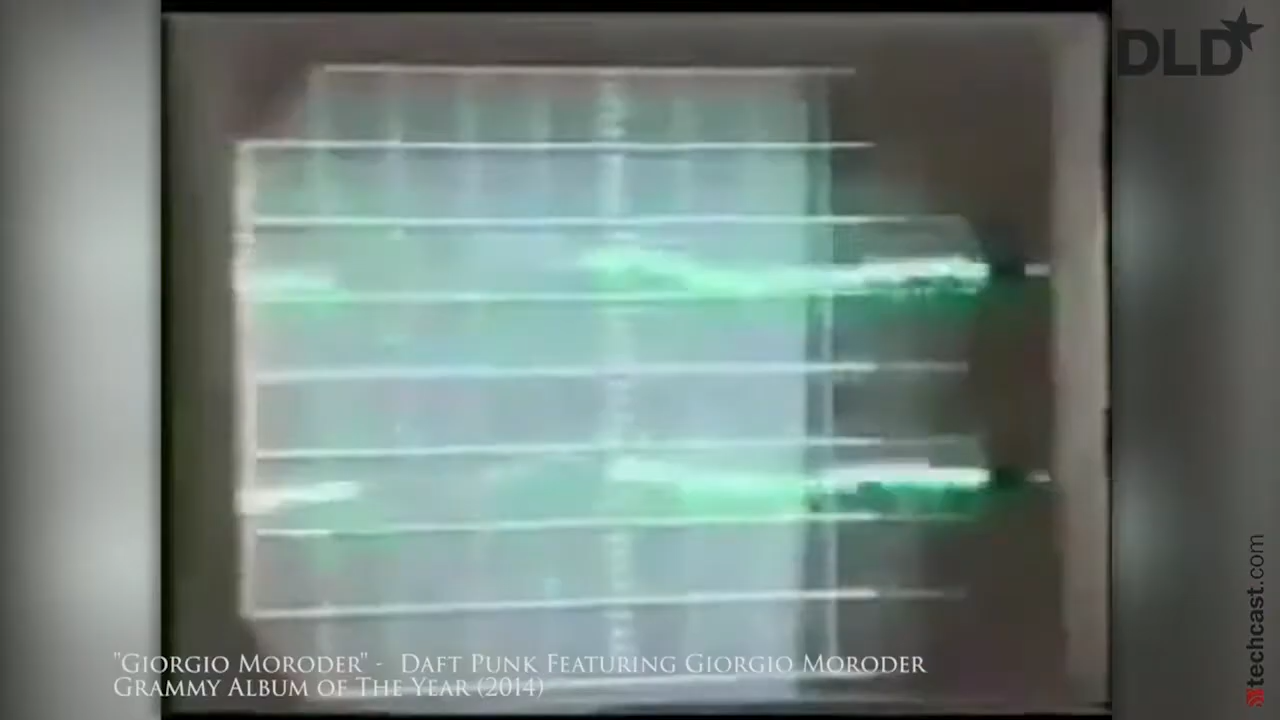 DLD
"Giorgio Moroder" - Daft Punk Featuring Giorgio Moroder
Grammy Album of The Year (2014)
techcast.com